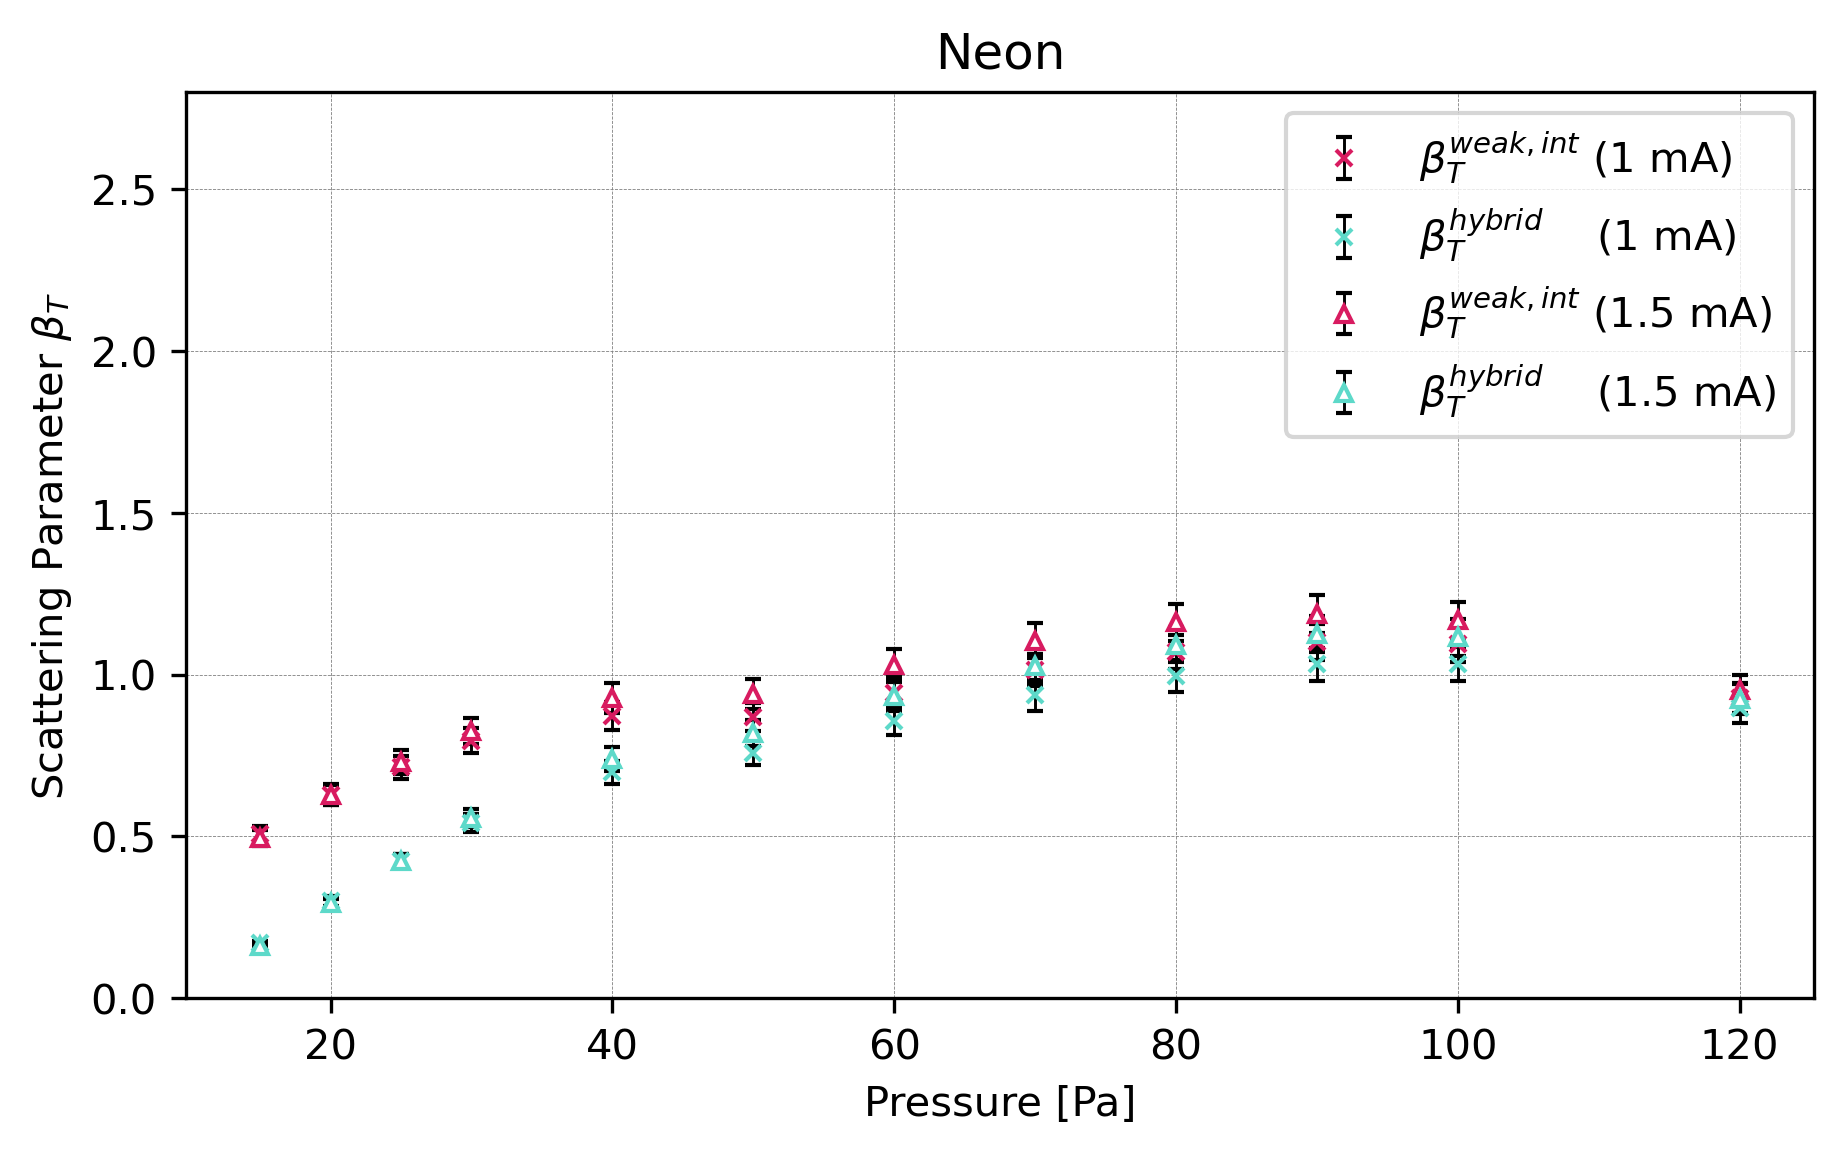 Neon
Scattering Parameter β_T
2.5
2.0
1.5
1.0
0.5
0.0
β_T^{weak,int} (1 mA)
β_T^{hybrid} (1 mA)
β_T^{weak,int} (1.5 mA)
β_T^{hybrid} (1.5 mA)
20 40 60 80 100 120
Pressure [Pa]